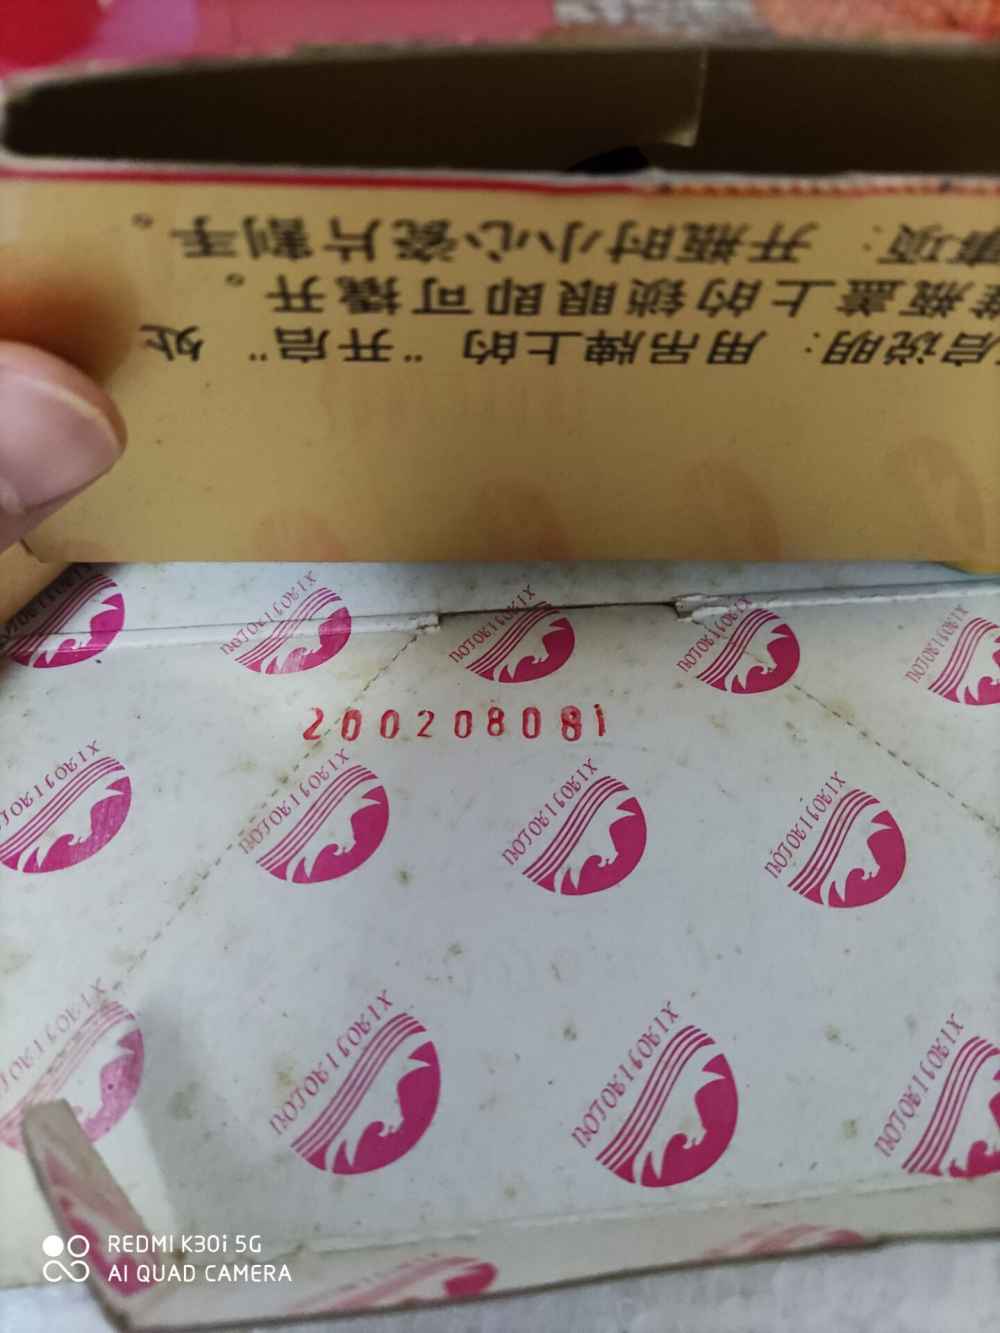 启说明：用吊牌上的"开启"处
瓶盖上的锁眼即可撬开。
事项：开瓶时小心瓷片割手。
200208081
REDMI K30i 5G
AI QUAD CAMERA